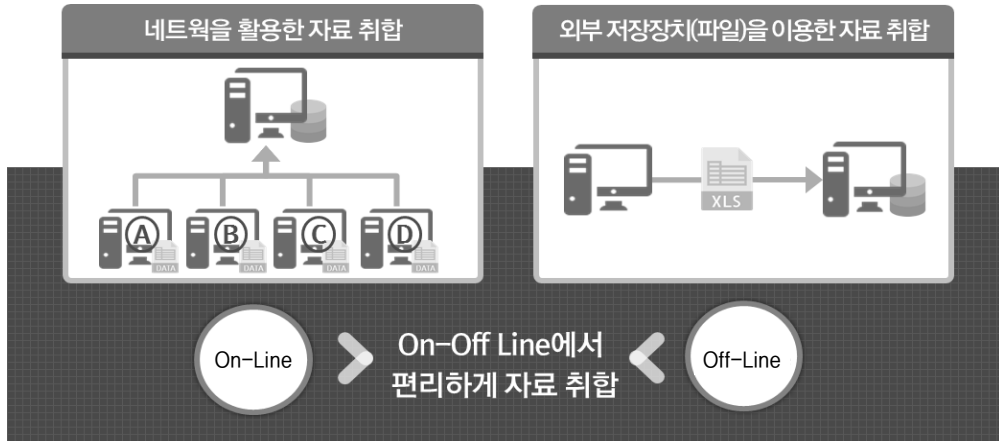 네트웍을 활용한 자료 취합
외부 저장장치(파일)을 이용한 자료 취합
A
B
C
D
DATA
DATA
DATA
DATA
XLS
On-Line
On-Off Line에서
편리하게 자료 취합
Off-Line